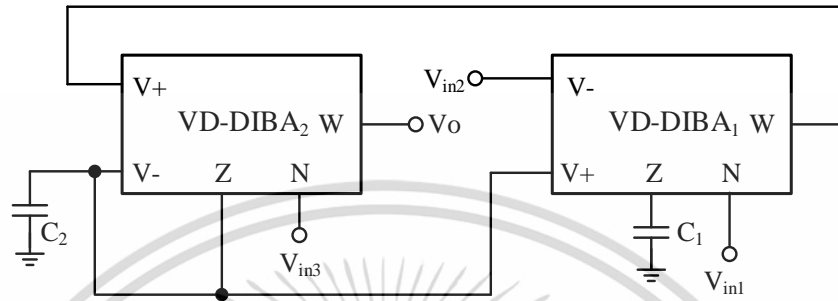 V+
VD-DIBA₂ W
V-
Z
N
Vo
C₂
Vin3
Vin2
V-
VD-DIBA₁ W
V+
Z
N
C₁
Vin1